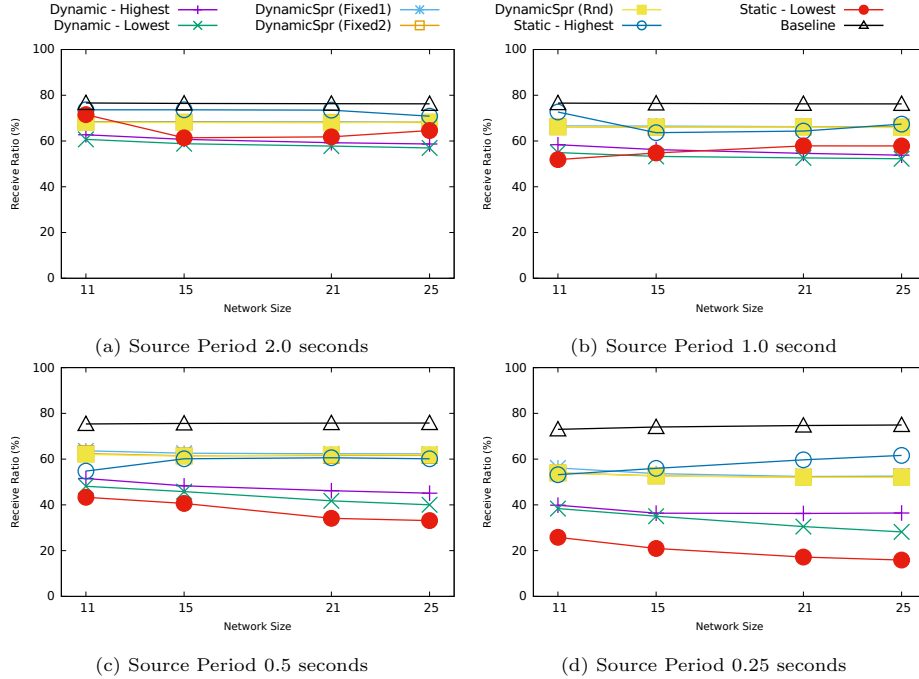 Dynamic - Highest DynamicSpr (Fixed1) DynamicSpr (Rnd) Static - Lowest
Dynamic - Lowest DynamicSpr (Fixed2) Static - Highest Baseline
100
80
60
40
20
0
Receive Ratio (%)
11 15 21 25
Network Size
(a) Source Period 2.0 seconds
100
80
60
40
20
0
Receive Ratio (%)
11 15 21 25
Network Size
(b) Source Period 1.0 second
100
80
60
40
20
0
Receive Ratio (%)
11 15 21 25
Network Size
(c) Source Period 0.5 seconds
100
80
60
40
20
0
Receive Ratio (%)
11 15 21 25
Network Size
(d) Source Period 0.25 seconds